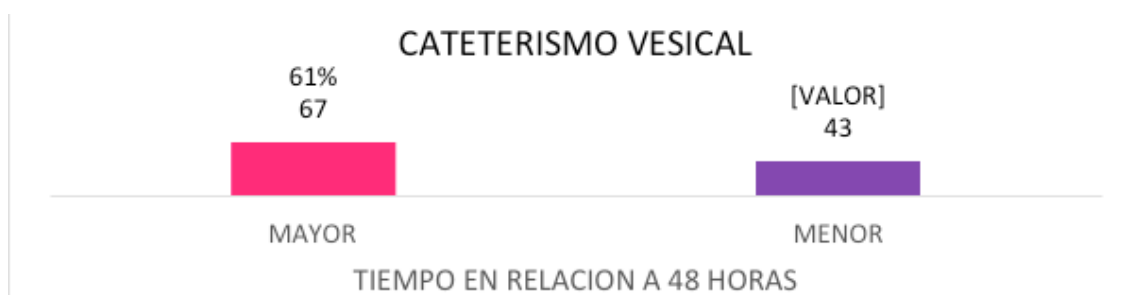 CATETERISMO VESICAL
61%
67
[VALOR]
43
MAYOR
MENOR
TIEMPO EN RELACION A 48 HORAS